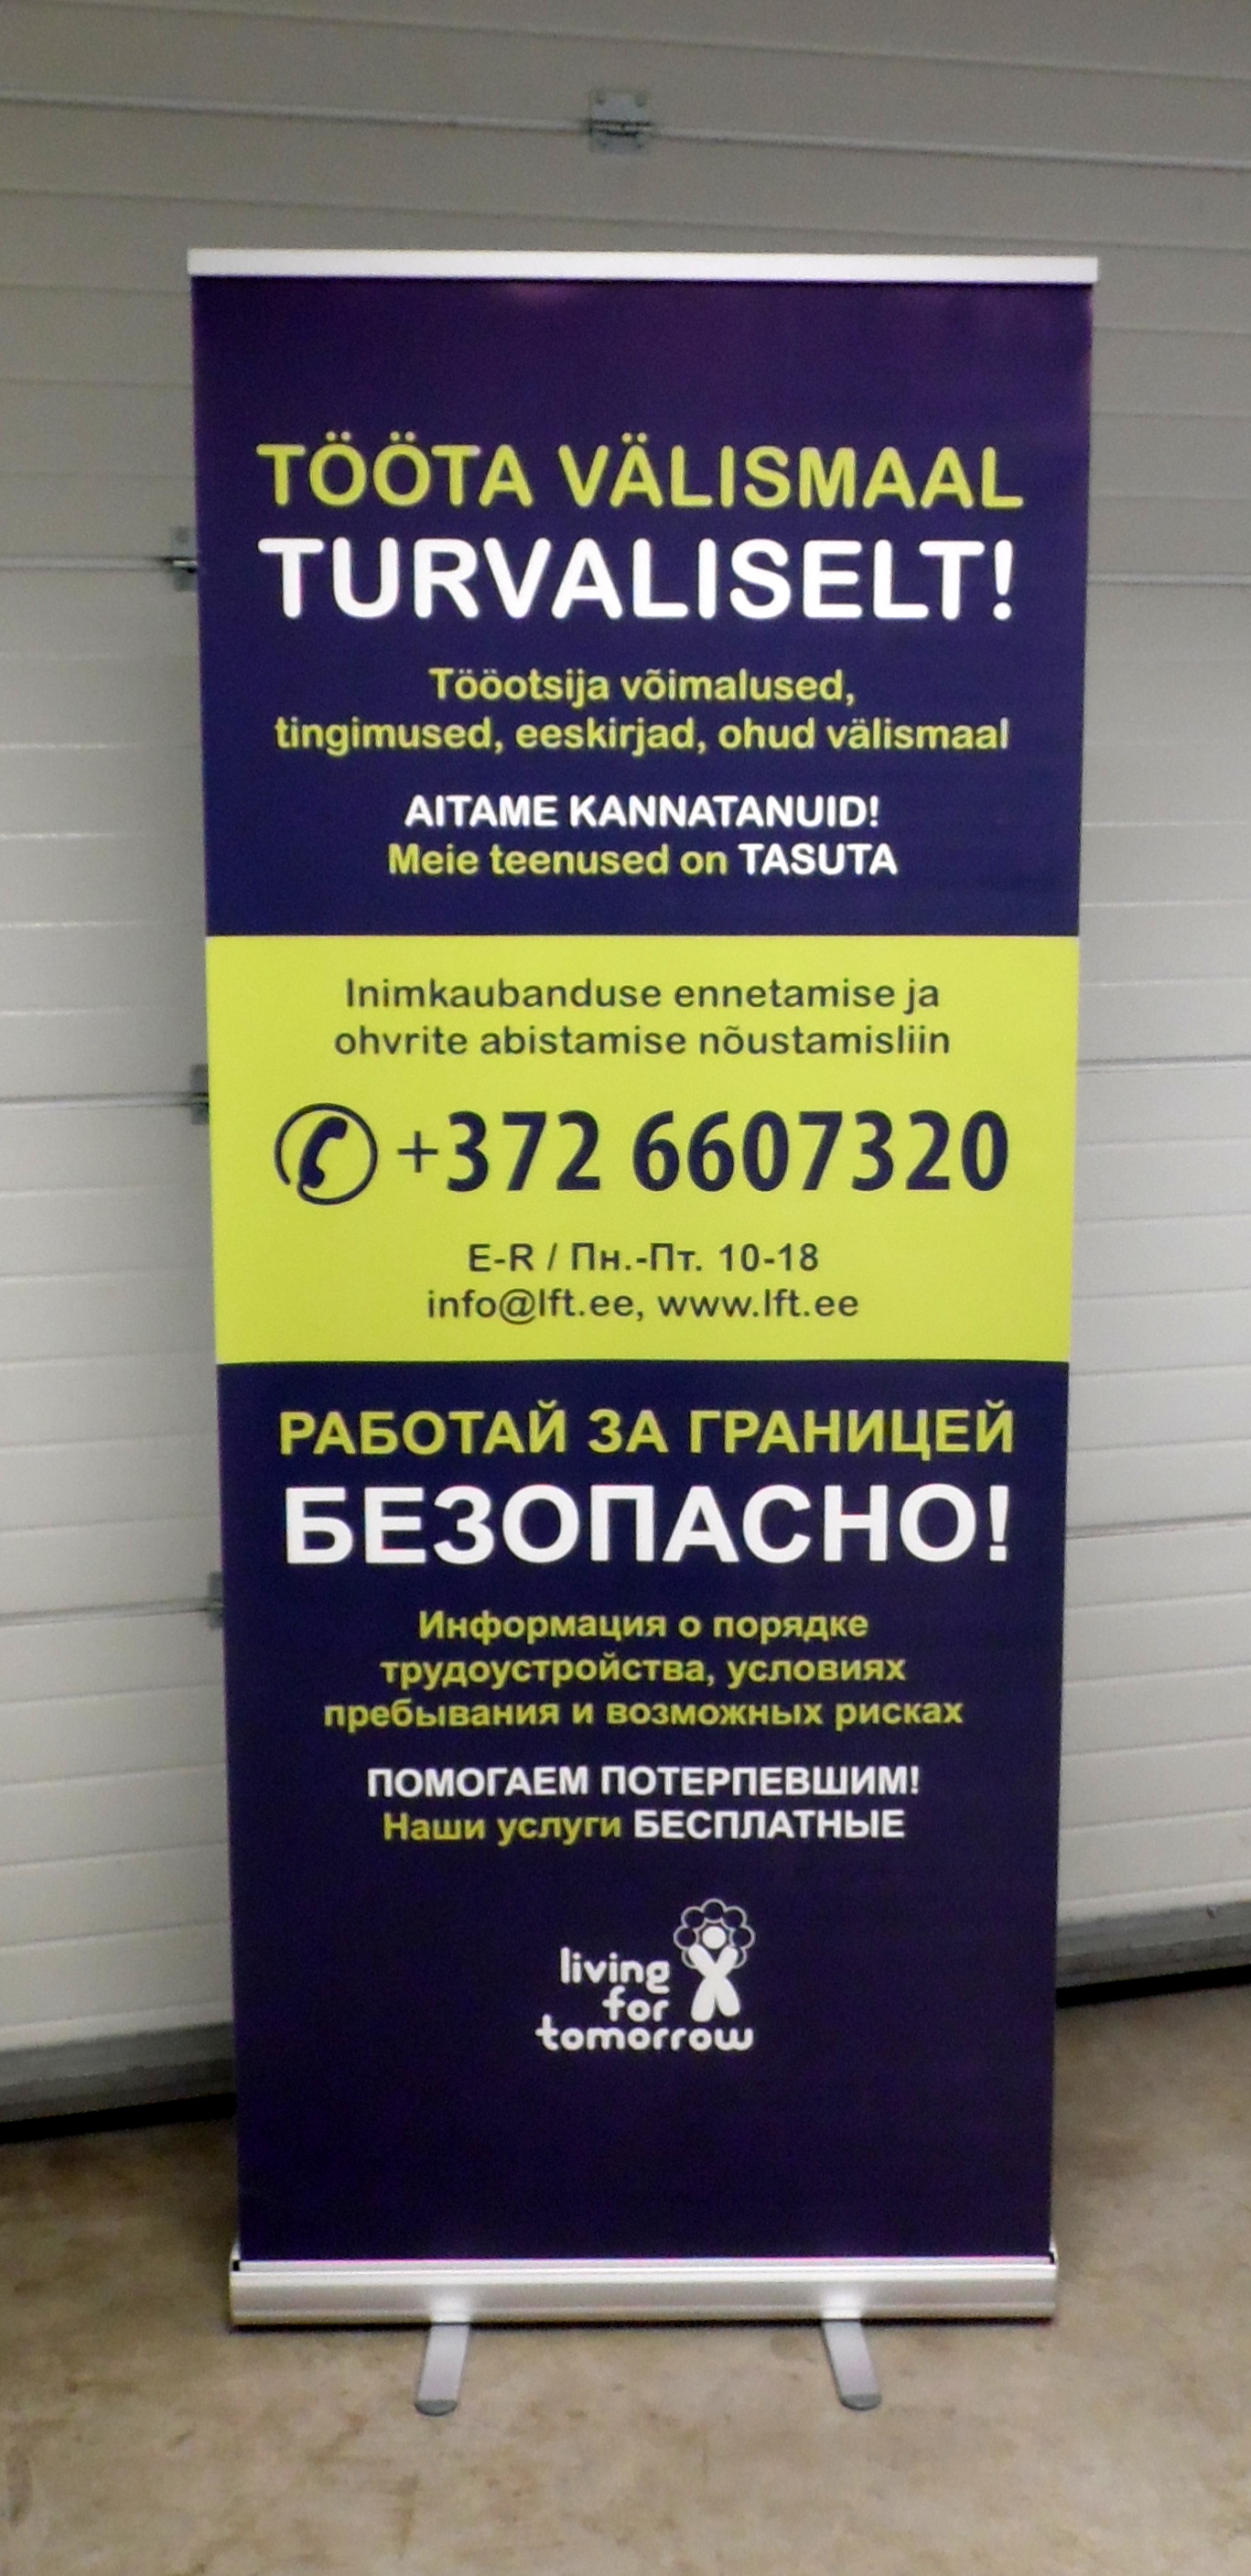 TÖÖTA VÄLISMAAL
TURVALISELT!
Tööotsija võimalused,
tingimused, eeskirjad, ohud välismaal
AITAME KANNATANUID!
Meie teenused on TASUTA
Inimkaubanduse ennetamise ja
ohvrite abistamise nõustamisliin
+372 6607320
E-R / Пн.-Пт. 10-18
info@lft.ee, www.lft.ee
РАБОТАЙ ЗА ГРАНИЦЕЙ
БЕЗОПАСНО!
Информация о порядке
трудоустройства, условиях
пребывания и возможных рисках
ПОМОГАЕМ ПОТЕРПЕВШИМ!
Наши услуги БЕСПЛАТНЫЕ
living
for
tomorrow